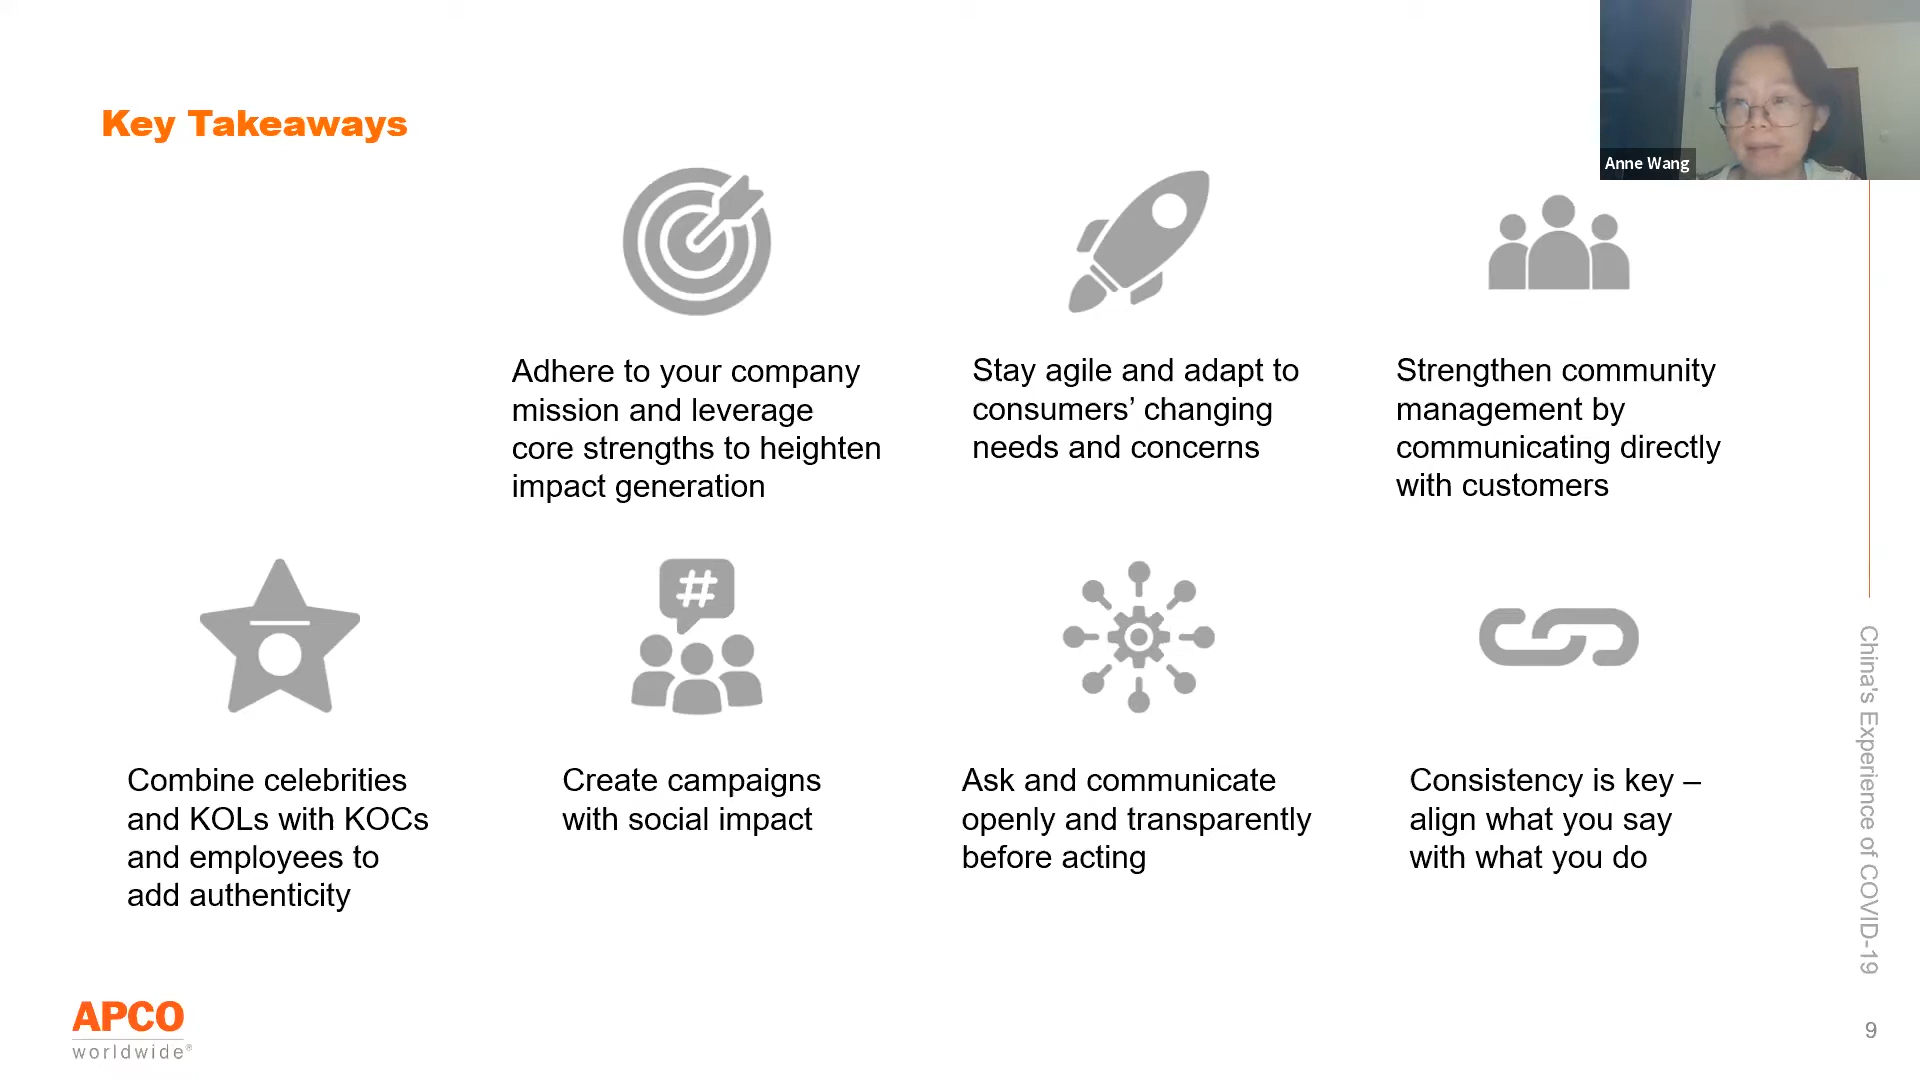 Key Takeaways
Anne Wang
Adhere to your company
mission and leverage
core strengths to heighten
impact generation
Stay agile and adapt to
consumers’ changing
needs and concerns
Strengthen community
management by
communicating directly
with customers
#
Combine celebrities
and KOLs with KOCs
and employees to
add authenticity
Create campaigns
with social impact
Ask and communicate
openly and transparently
before acting
Consistency is key –
align what you say
with what you do
China's Experience of COVID-19
APCO
worldwide®
9